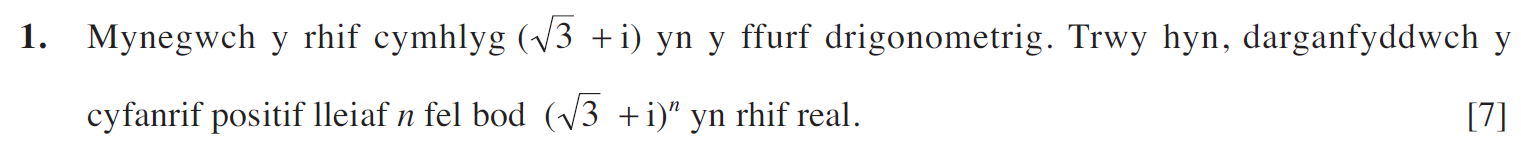 1. Mynegwch y rhif cymhlyg (√3 + i) yn y ffurf drigonometrig. Trwy hyn, darganfyddwch y
cyfanrif positif lleiaf n fel bod (√3 + i)ⁿ yn rhif real. [7]